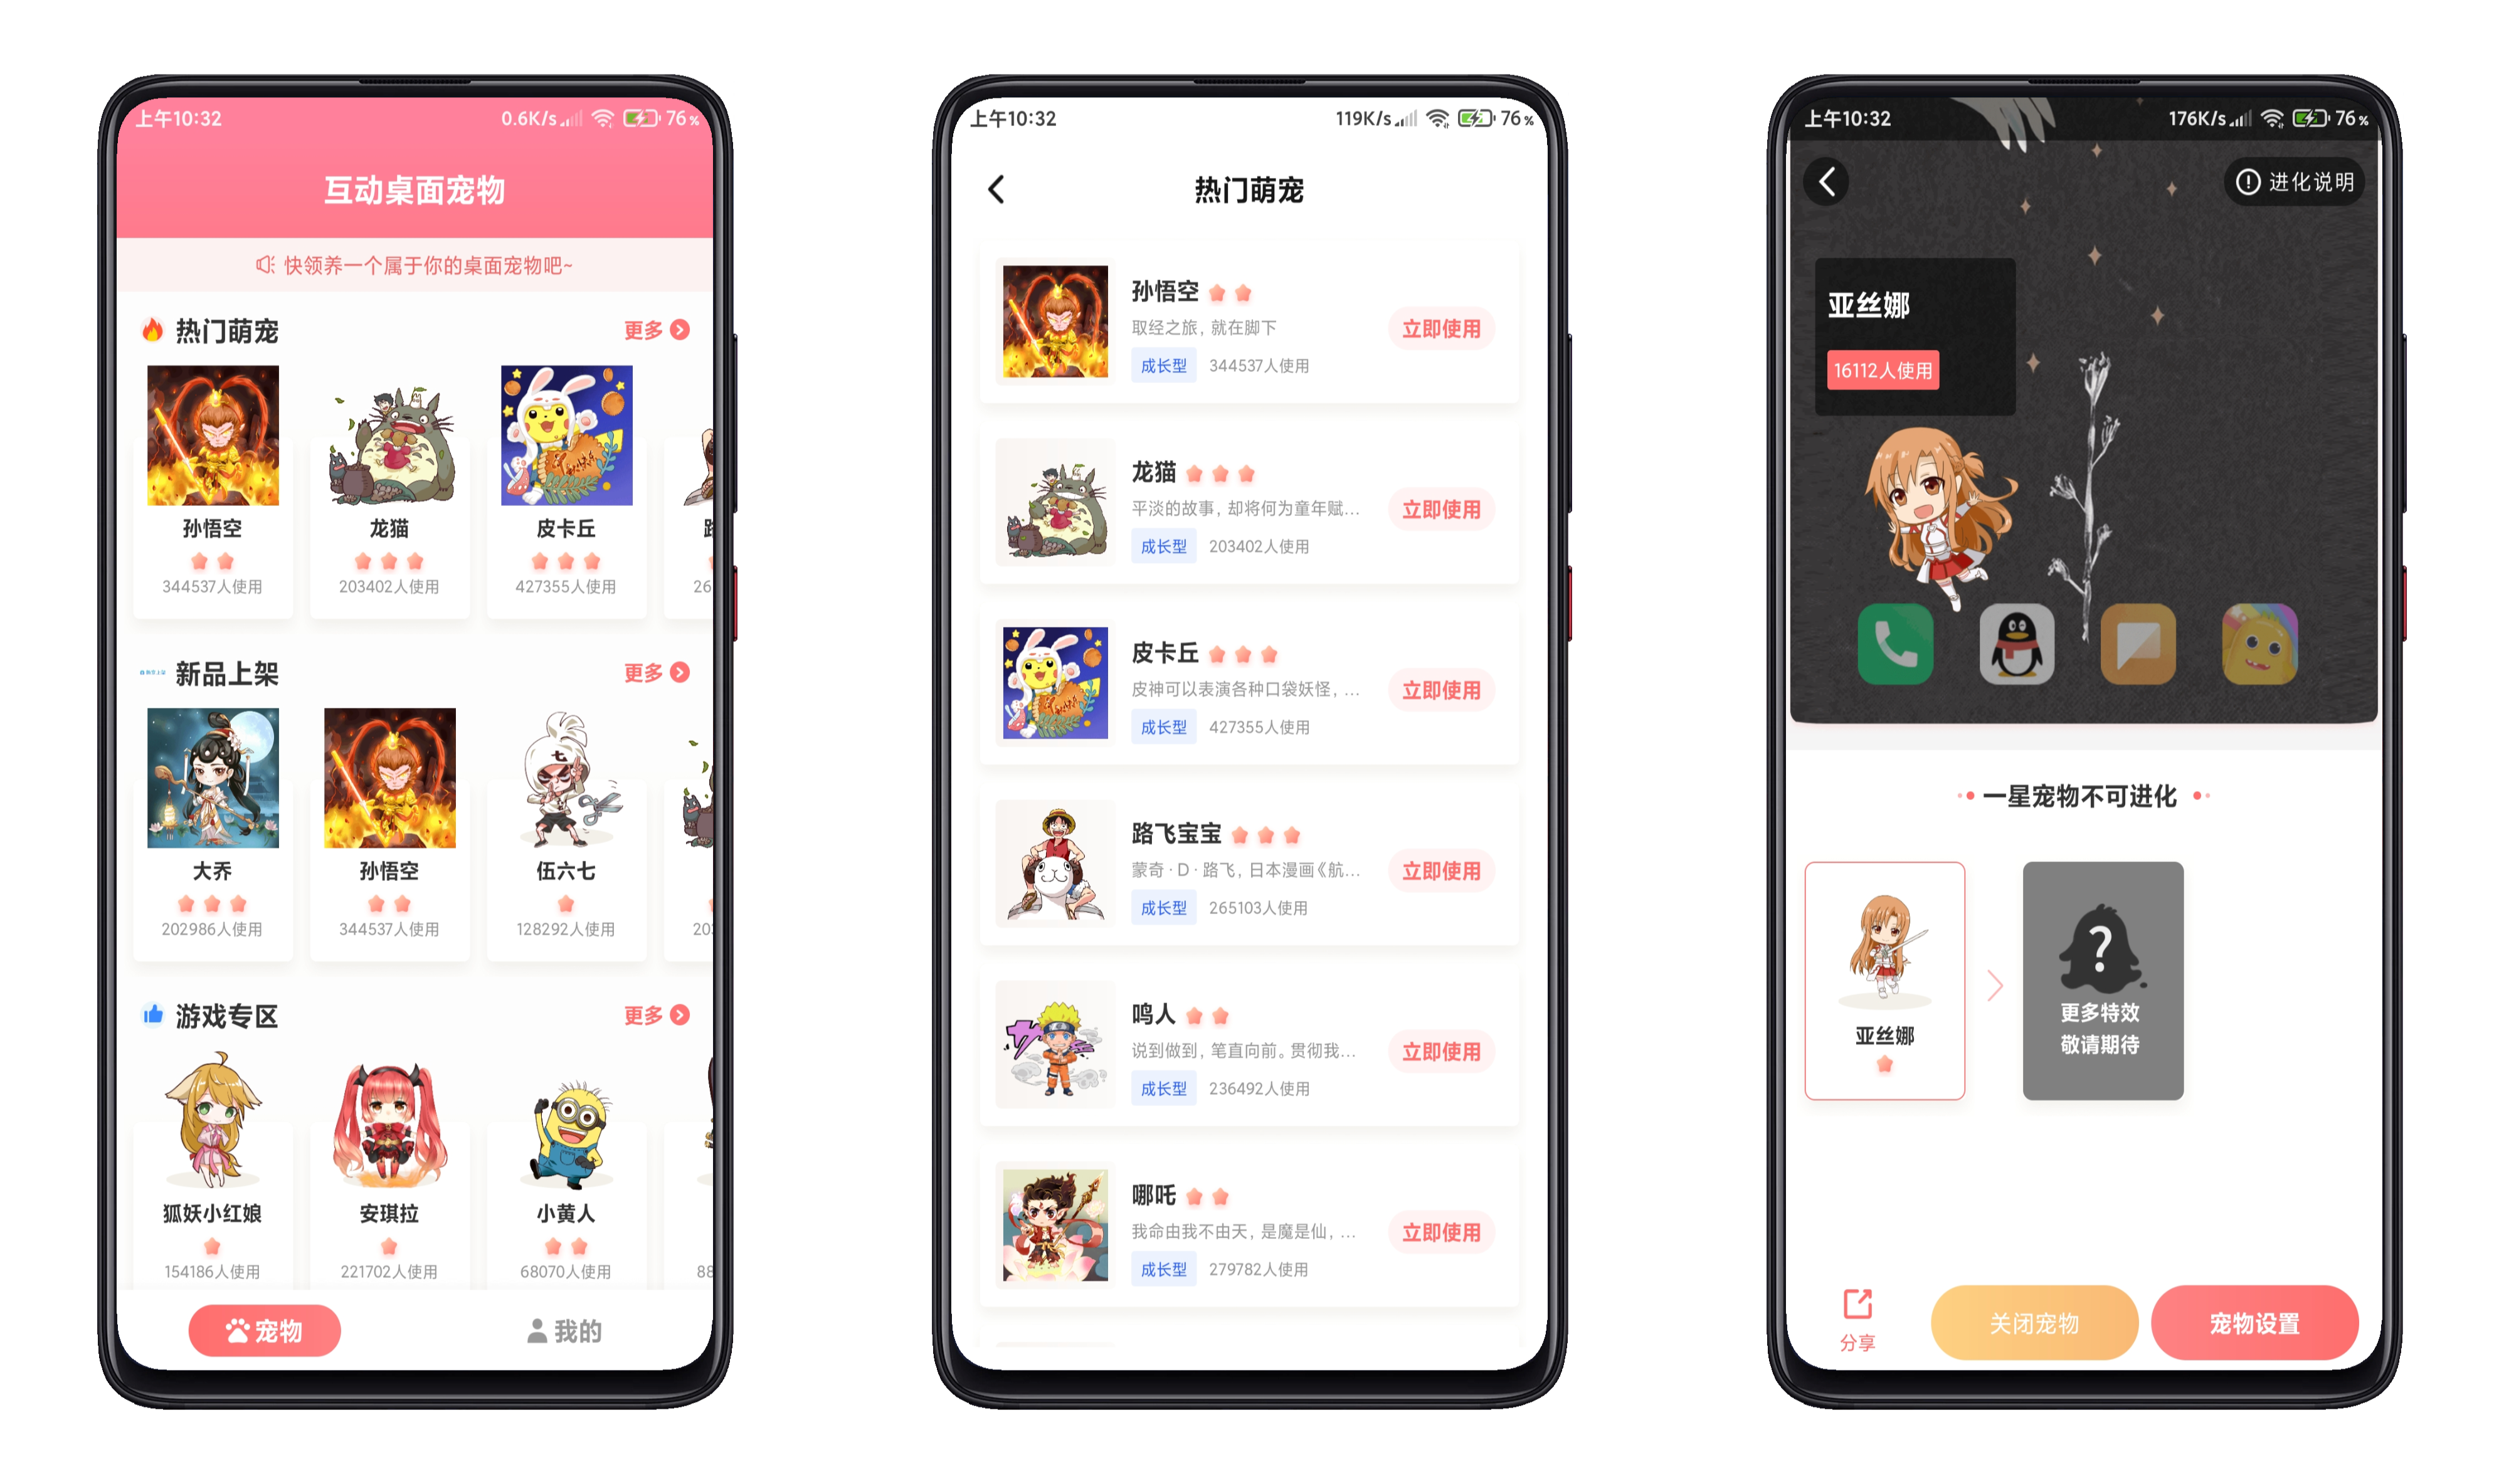 上午10:32
0.6K/s 76%
互动桌面宠物
快领养一个属于你的桌面宠物吧~
热门萌宠 更多
孙悟空 龙猫 皮卡丘
344537人使用 203402人使用 427355人使用 26
新品上架 更多
大乔 孙悟空 伍六七
202986人使用 344537人使用 128292人使用 20
游戏专区 更多
狐妖小红娘 安琪拉 小黄人
154186人使用 221702人使用 68070人使用 88
宠物 我的
上午10:32
119K/s 76%
热门萌宠
孙悟空
取经之旅，就在脚下
立即使用
成长型 344537人使用
龙猫
平淡的故事，却将何为童年赋...
立即使用
成长型 203402人使用
皮卡丘
皮神可以表演各种口袋妖怪，...
立即使用
成长型 427355人使用
路飞宝宝
蒙奇·D·路飞，日本漫画《航...
立即使用
成长型 265103人使用
鸣人
说到做到，笔直向前。贯彻我...
立即使用
成长型 236492人使用
哪吒
我命由我不由天，是魔是仙，...
立即使用
成长型 279782人使用
上午10:32
176K/s 76%
进化说明
亚丝娜
16112人使用
一星宠物不可进化
亚丝娜
?
更多特效
敬请期待
分享
关闭宠物
宠物设置